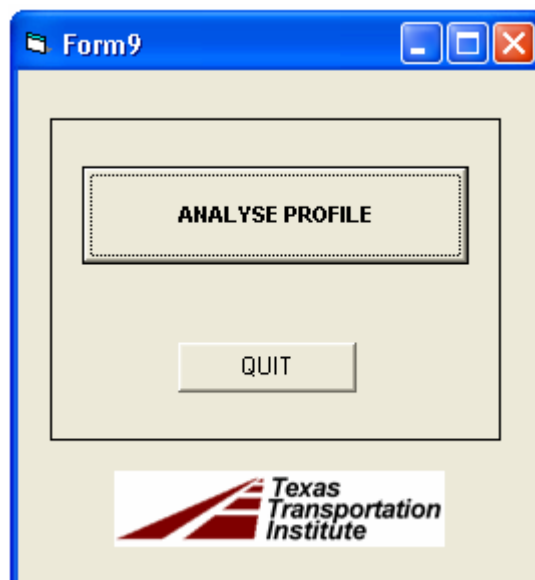 Form9
ANALYSE PROFILE
QUIT
Texas
Transportation
Institute